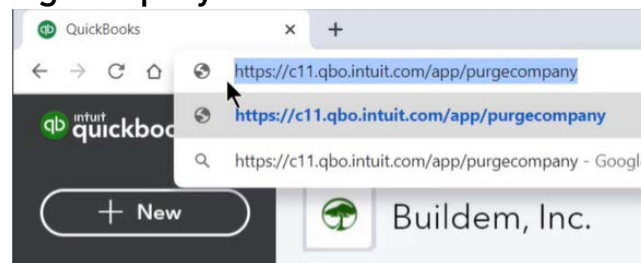 QuickBooks
https://c11.qbo.intuit.com/app/purgecompany
intuit
https://c11.qbo.intuit.com/app/purgecompany
https://c11.qbo.intuit.com/app/purgecompany - Googl
+ New
Buildem, Inc.